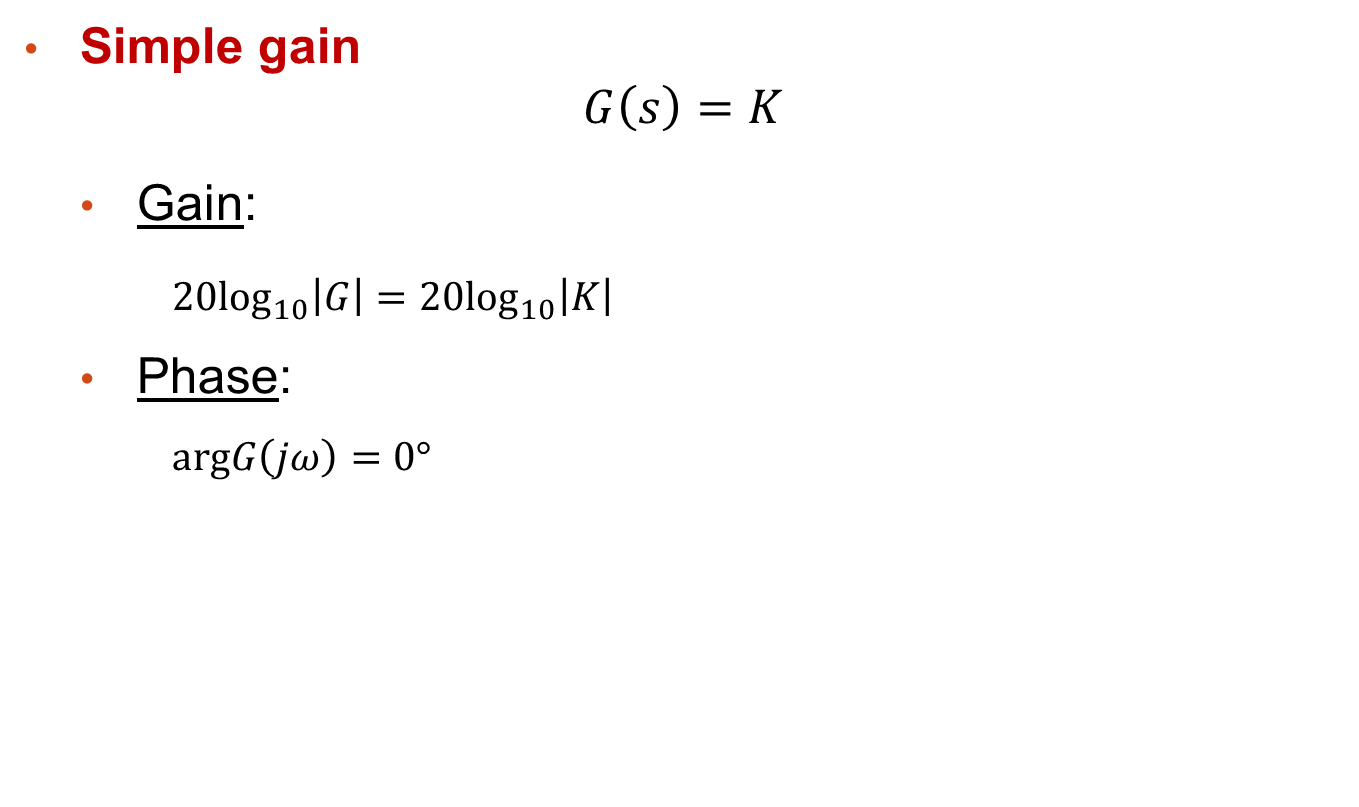 • Simple gain
G(s) = K
• Gain:
20log₁₀|G| = 20log₁₀|K|
• Phase:
argG(jω) = 0°